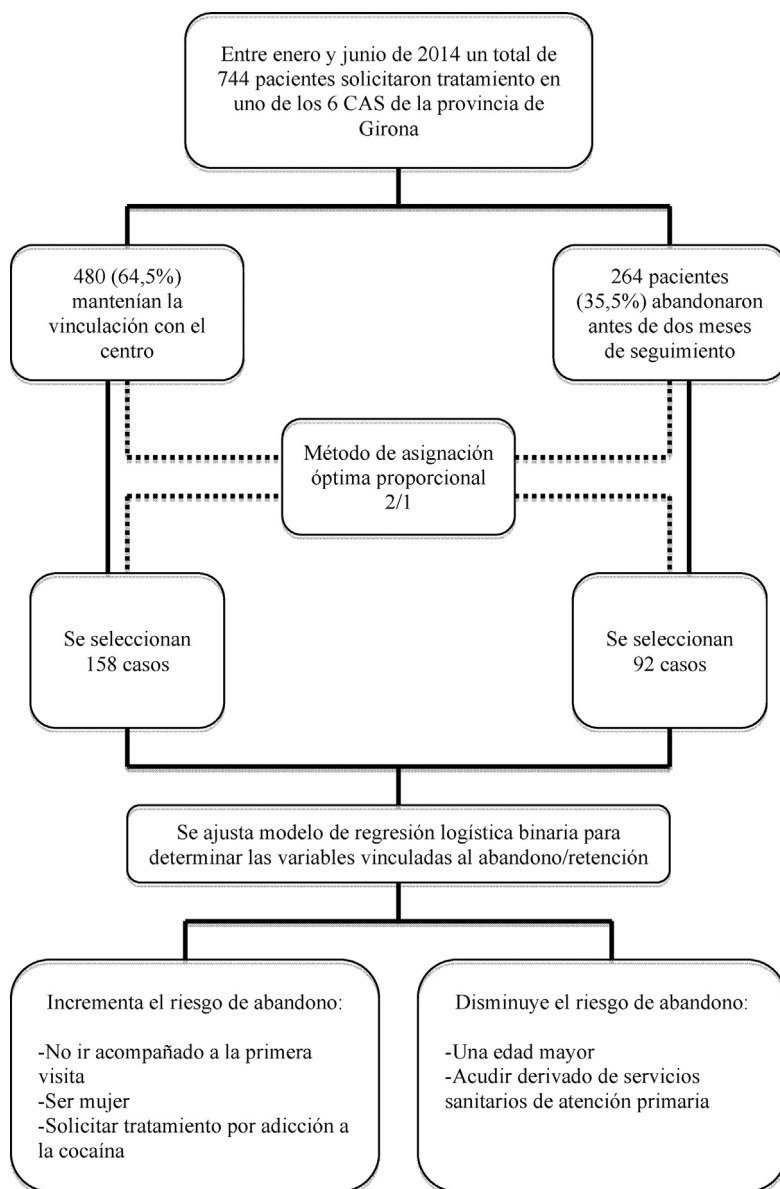 Entre enero y junio de 2014 un total de
744 pacientes solicitaron tratamiento en
uno de los 6 CAS de la provincia de
Girona
480 (64,5%)
mantenían la
vinculación con el
centro
264 pacientes
(35,5%) abandonaron
antes de dos meses
de seguimiento
Método de asignación
óptima proporcional
2/1
Se seleccionan
158 casos
Se seleccionan
92 casos
Se ajusta modelo de regresión logística binaria para
determinar las variables vinculadas al abandono/retención
Incrementa el riesgo de abandono:
-No ir acompañado a la primera
visita
-Ser mujer
-Solicitar tratamiento por adicción a
la cocaína
Disminuye el riesgo de abandono:
-Una edad mayor
-Acudir derivado de servicios
sanitarios de atención primaria